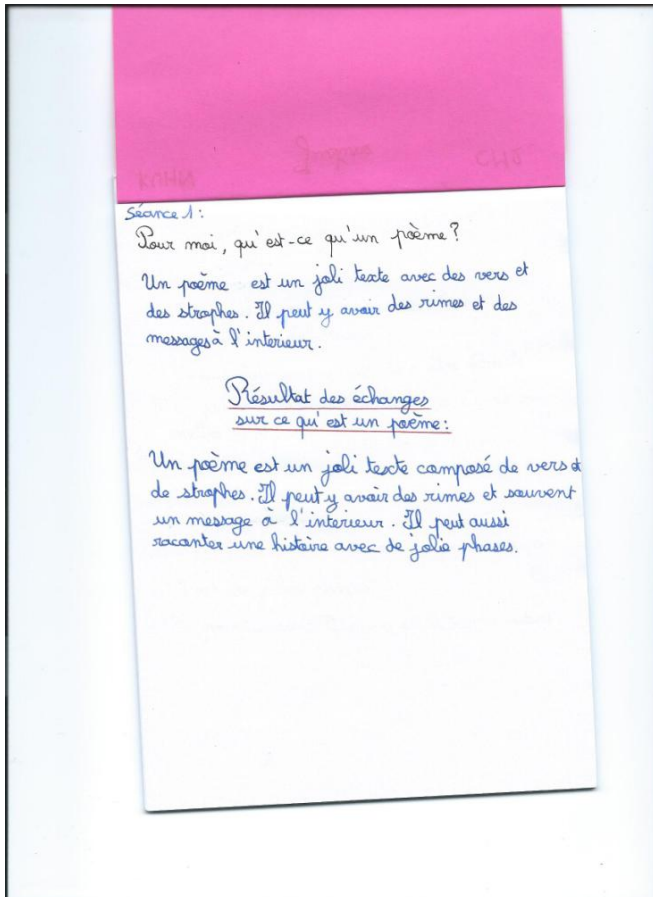 Séance 1 :
Pour moi, qu'est-ce qu'un poème ?
Un poème est un joli texte avec des vers et
des strophes. Il peut y avoir des rimes et des
messages à l'interieur.
Résultat des échanges
sur ce qu'est un poème :
Un poème est un joli texte composé de vers et
de strophes. Il peut y avoir des rimes et souvent
un message à l'interieur. Il peut aussi
raconter une histoire avec de jolie phases.